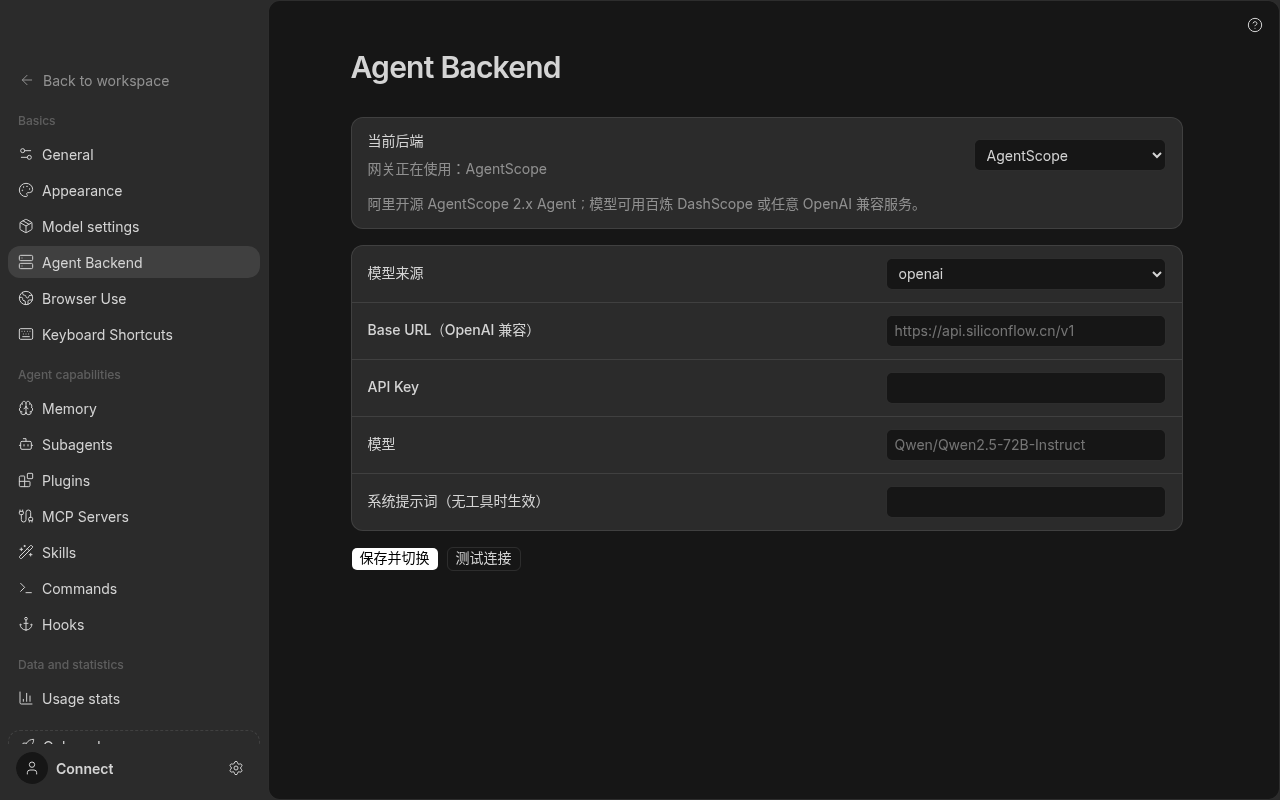 Back to workspace
Basics
General
Appearance
Model settings
Agent Backend
Browser Use
Keyboard Shortcuts
Agent capabilities
Memory
Subagents
Plugins
MCP Servers
Skills
Commands
Hooks
Data and statistics
Usage stats
Connect
Agent Backend
当前后端
网关正在使用：AgentScope
AgentScope
阿里开源 AgentScope 2.x Agent；模型可用百炼 DashScope 或任意 OpenAI 兼容服务。
模型来源
openai
Base URL（OpenAI 兼容）
https://api.siliconflow.cn/v1
API Key
模型
Qwen/Qwen2.5-72B-Instruct
系统提示词（无工具时生效）
保存并切换
测试连接